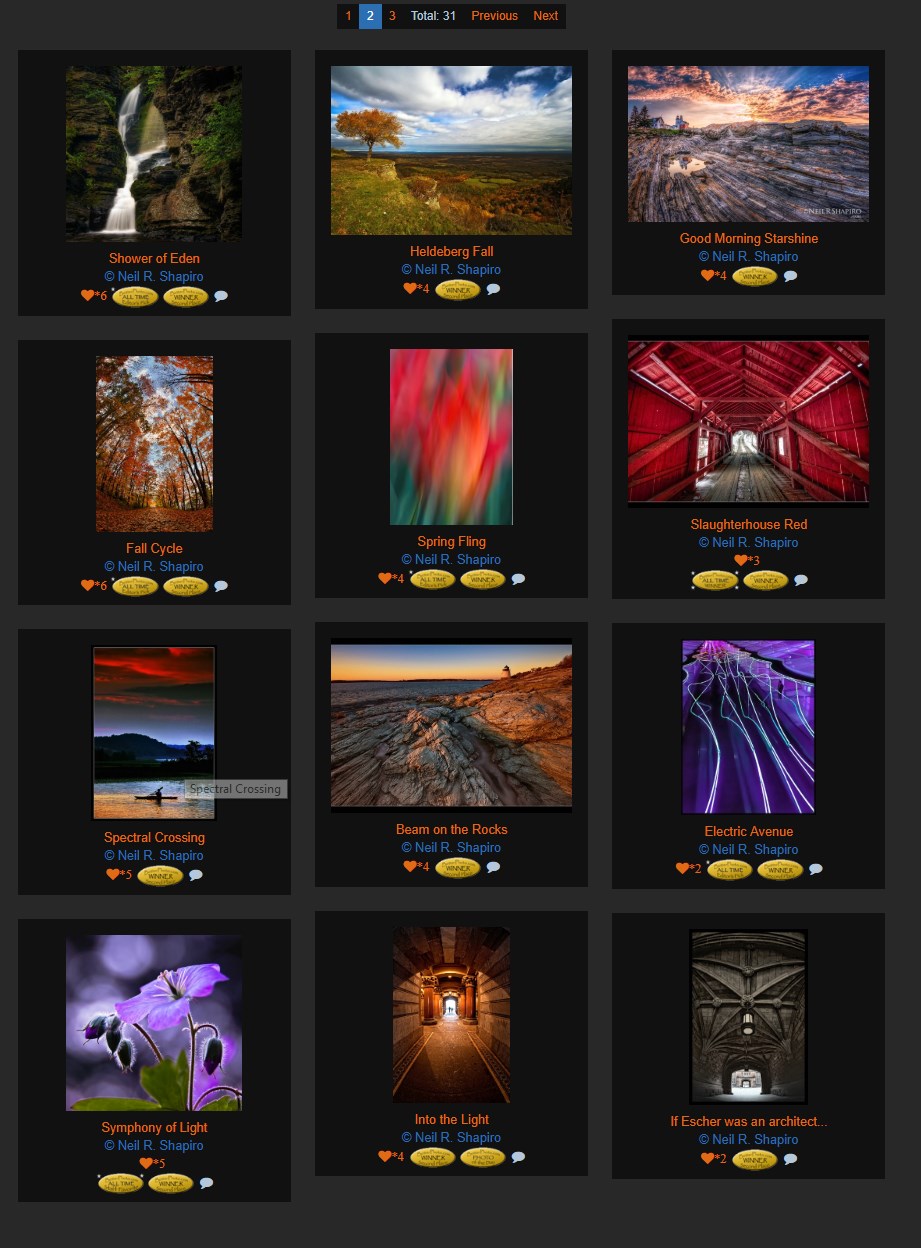 1 2 3 Total: 31 Previous Next
Shower of Eden
© Neil R. Shapiro
*6 ALL TIME WINNER
Heldeberg Fall
© Neil R. Shapiro
*4 WINNER
© NEIL R SHAPIRO
Good Morning Starshine
© Neil R. Shapiro
*4 WINNER
Fall Cycle
© Neil R. Shapiro
*6 ALL TIME WINNER
Spring Fling
© Neil R. Shapiro
*4 ALL TIME WINNER
Slaughterhouse Red
© Neil R. Shapiro
*3
ALL TIME WINNER
Spectral Crossing
Spectral Crossing
© Neil R. Shapiro
*5 WINNER
Beam on the Rocks
© Neil R. Shapiro
*4 WINNER
Electric Avenue
© Neil R. Shapiro
*2 ALL TIME WINNER
Symphony of Light
© Neil R. Shapiro
*5
ALL TIME WINNER
Into the Light
© Neil R. Shapiro
*4 WINNER PHOTO
If Escher was an architect...
© Neil R. Shapiro
*2 WINNER